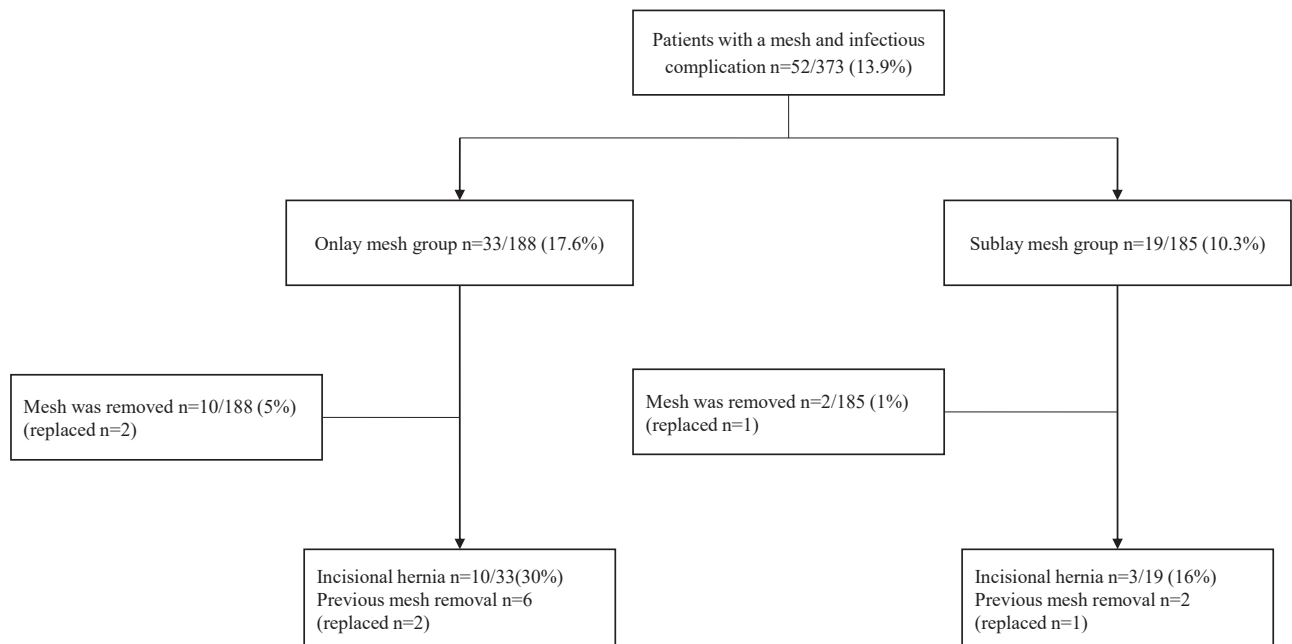 Patients with a mesh and infectious
complication n=52/373 (13.9%)
Onlay mesh group n=33/188 (17.6%)
Sublay mesh group n=19/185 (10.3%)
Mesh was removed n=10/188 (5%)
(replaced n=2)
Mesh was removed n=2/185 (1%)
(replaced n=1)
Incisional hernia n=10/33(30%)
Previous mesh removal n=6
(replaced n=2)
Incisional hernia n=3/19 (16%)
Previous mesh removal n=2
(replaced n=1)